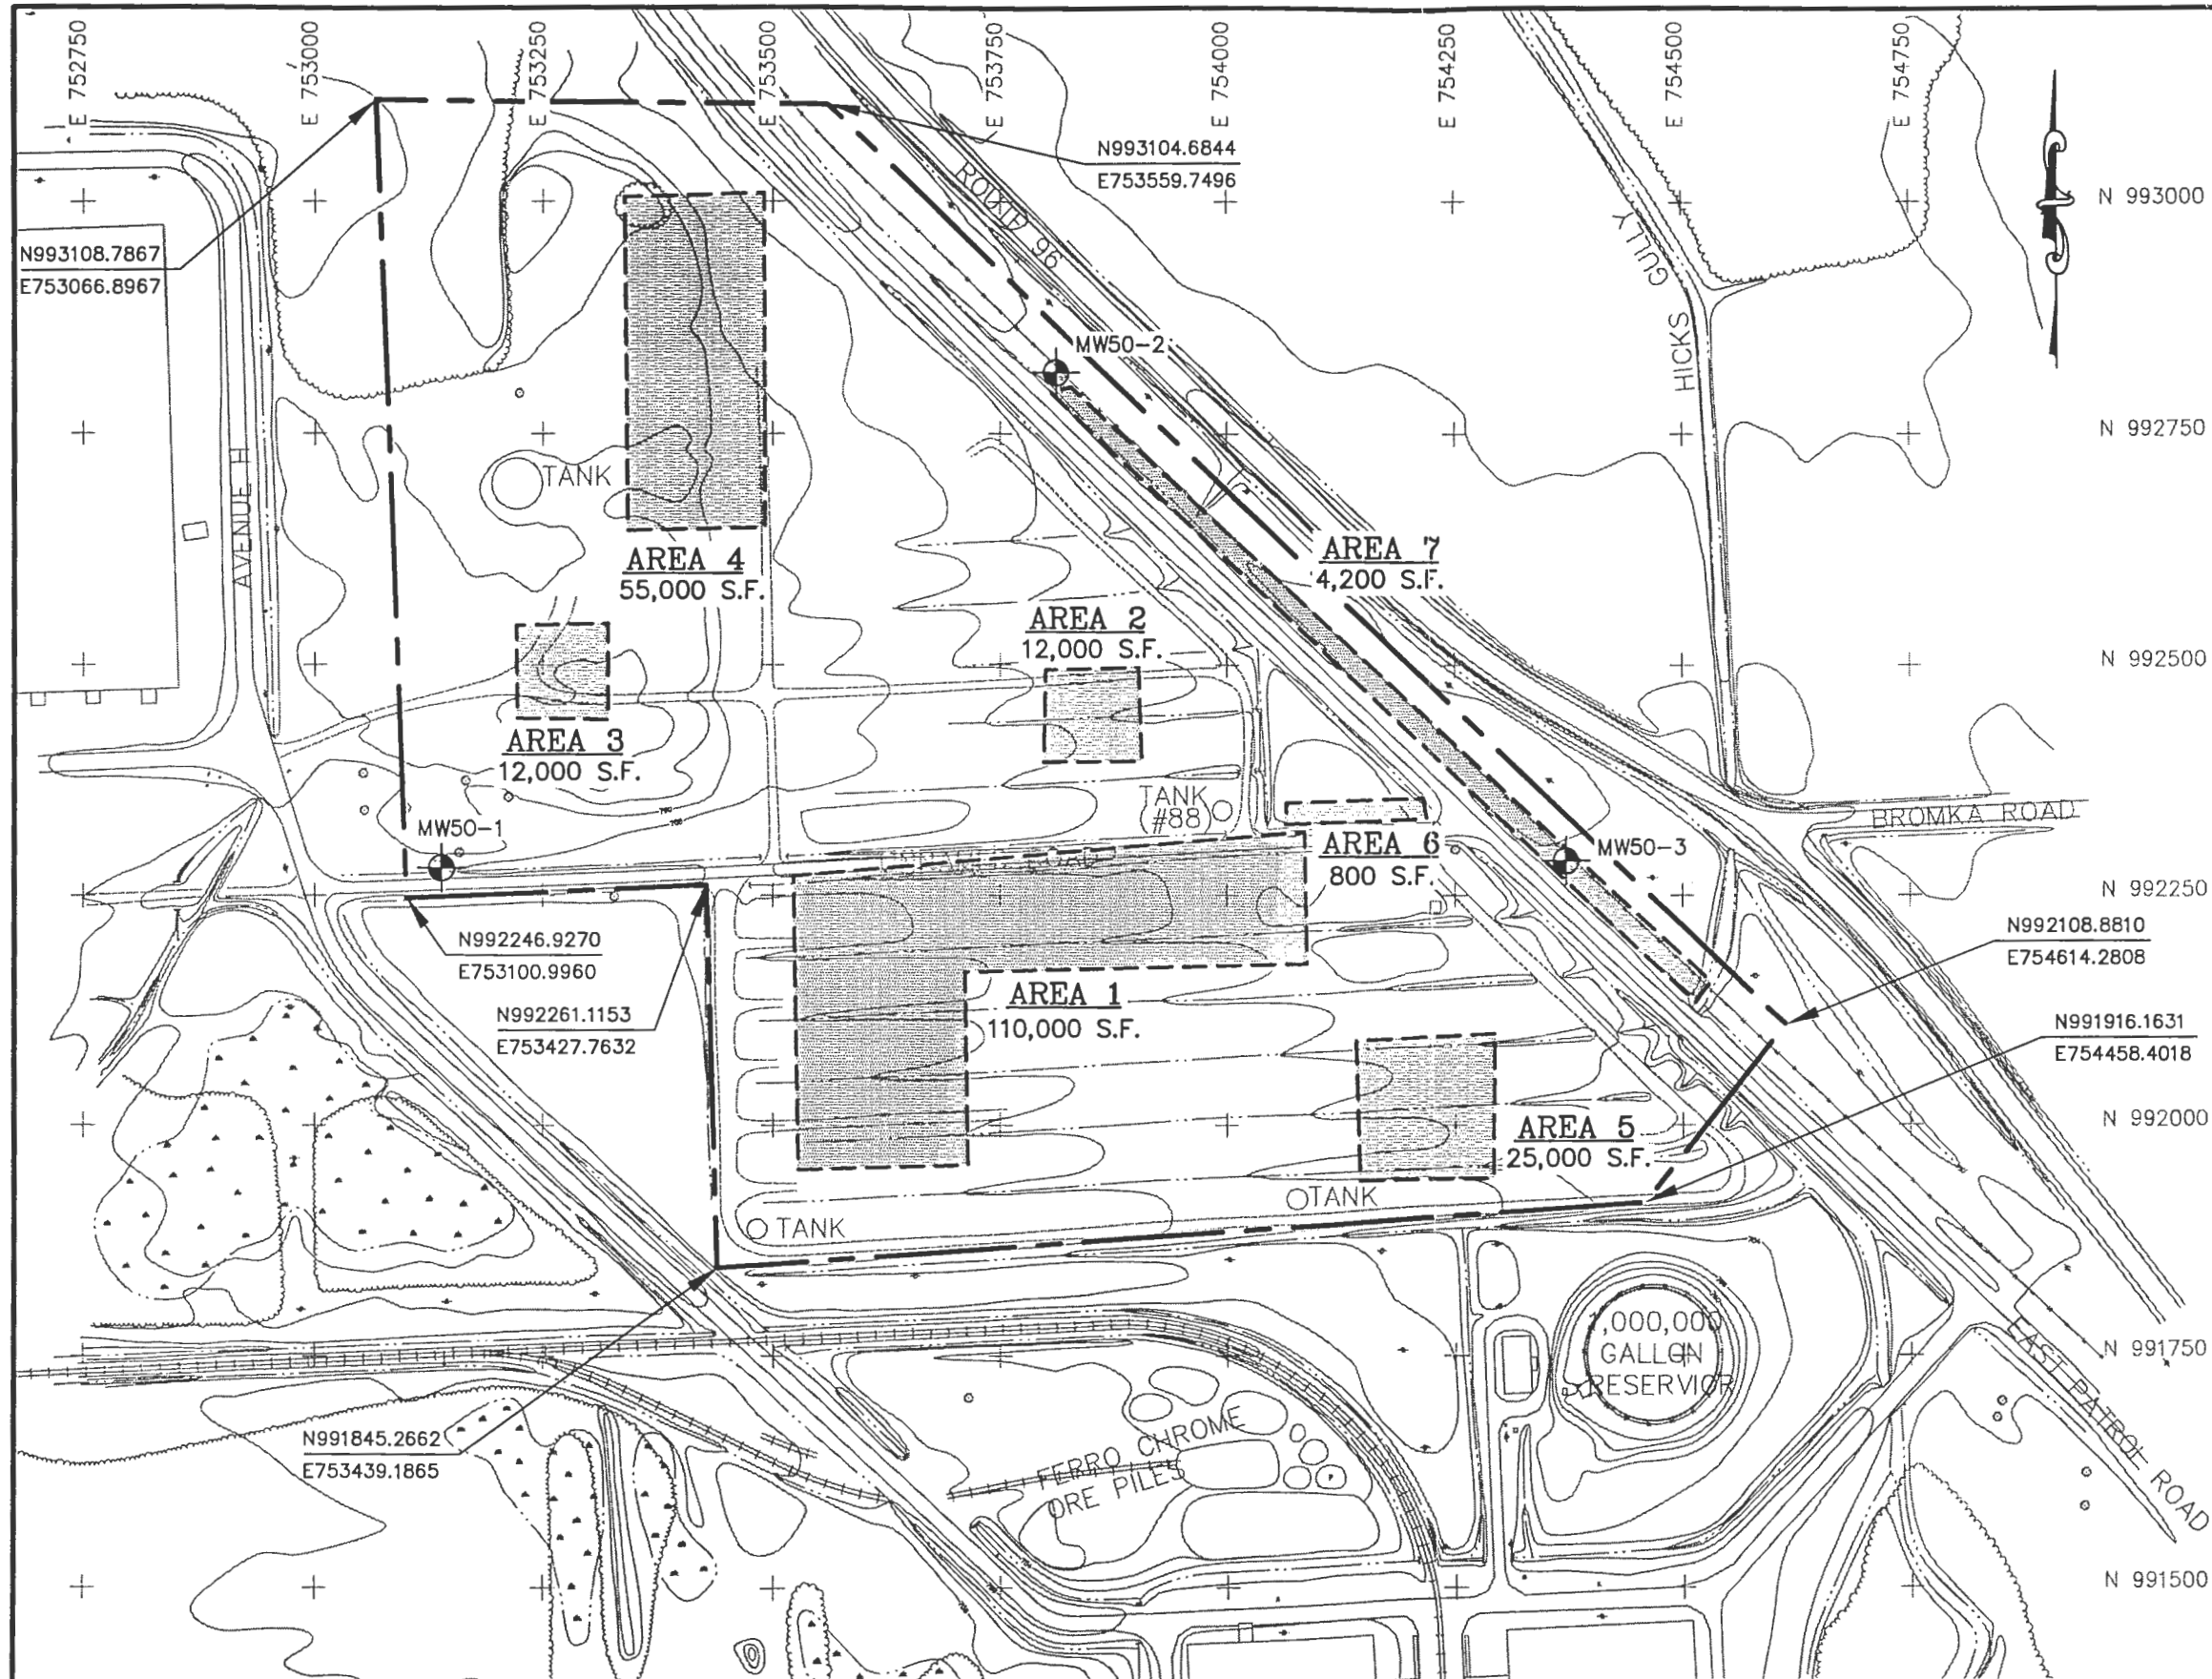 E 752750
E 753000
E 753250
E 753500
E 753750
E 754000
E 754250
E 754500
E 754750
N993104.6844
E753559.7496
N 993000
N993108.7867
E753066.8967
GULLY
HICKS
MW50-2
N 992750
AVENUE H
TANK
AREA 4
55,000 S.F.
AREA 7
4,200 S.F.
AREA 2
12,000 S.F.
N 992500
AREA 3
12,000 S.F.
TANK
(#88)
BROMKA ROAD
MW50-1
ROAD
AREA 6
800 S.F.
MW50-3
N 992250
N992246.9270
E753100.9960
N992108.8810
E754614.2808
AREA 1
110,000 S.F.
N992261.1153
E753427.7632
N991916.1631
E754458.4018
N 992000
AREA 5
25,000 S.F.
TANK
TANK
1,000,000
GALLON
RESERVIOR
N 991750
EAST PATROL ROAD
N991845.2662
E753439.1865
FERRO CHROME
ORE PILES
N 991500